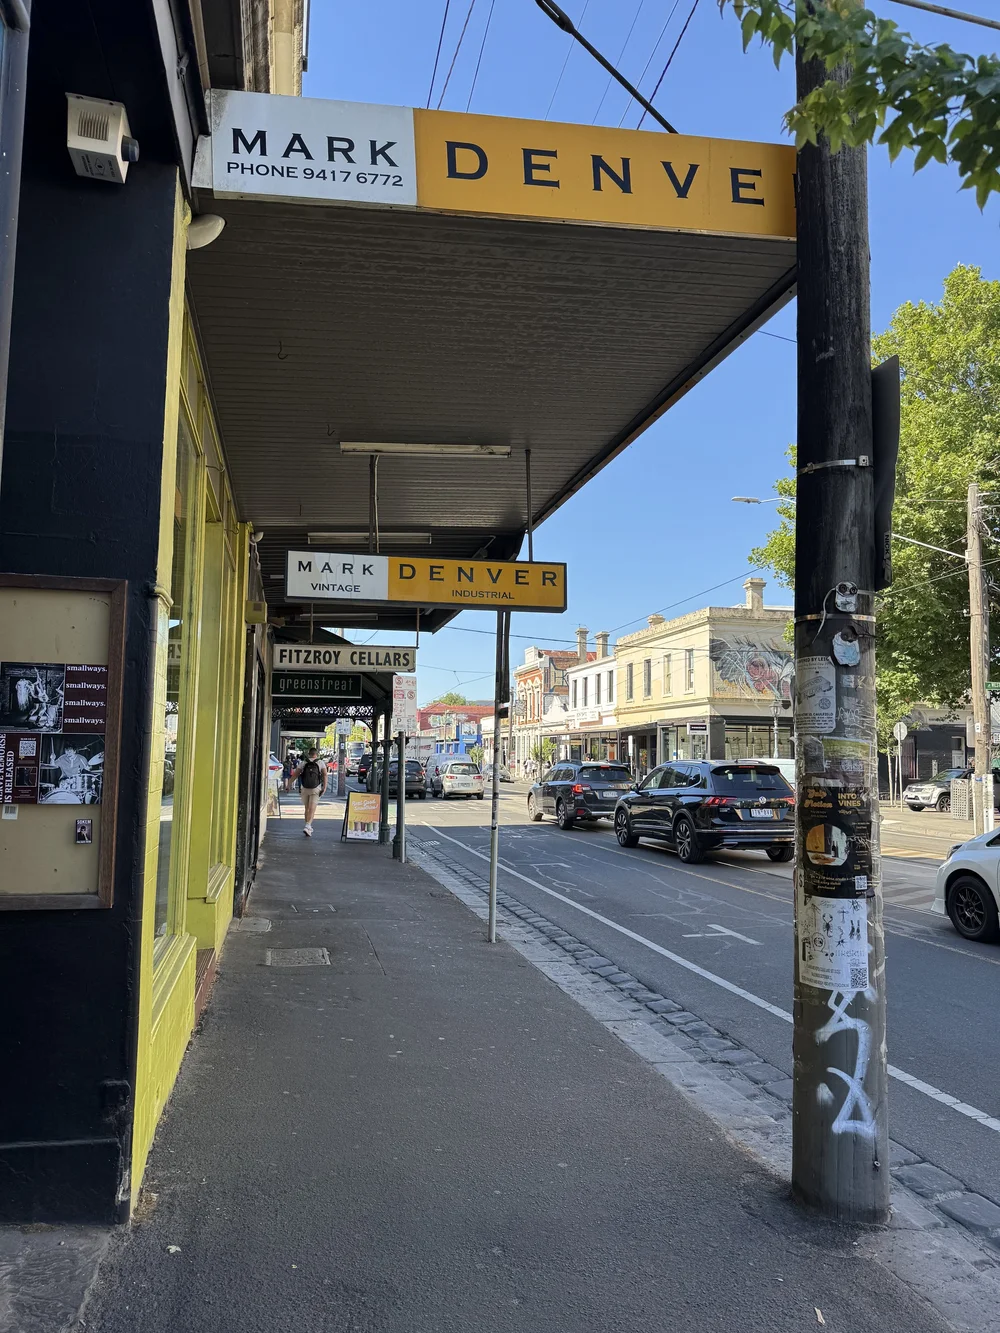 MARK
PHONE 9417 6772
DENVE
MARK
VINTAGE
DENVER
INDUSTRIAL
FITZROY CELLARS
greenstreat
smallways.
smallways.
smallways.
smallways.
IS RELEASED
INTO
VINES